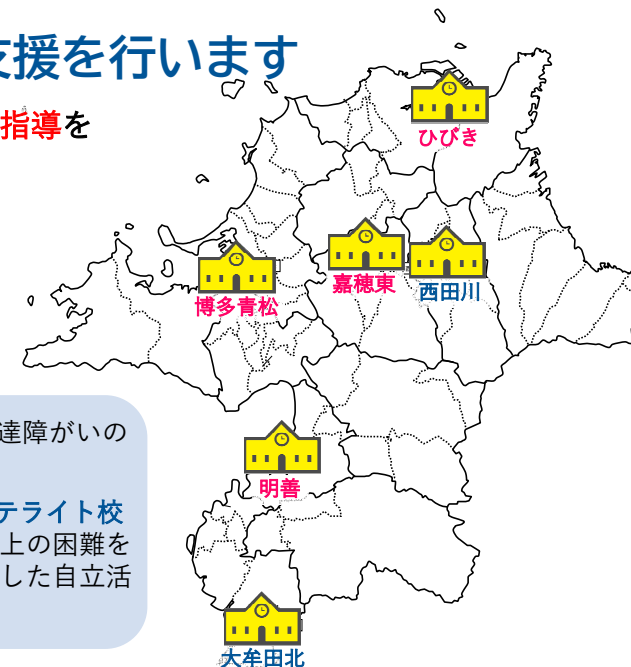 支援を行います
指導を
ひびき
嘉穂東
西田川
博多青松
明善
大牟田北
達障がいの
テライト校
上の困難を
した自立活